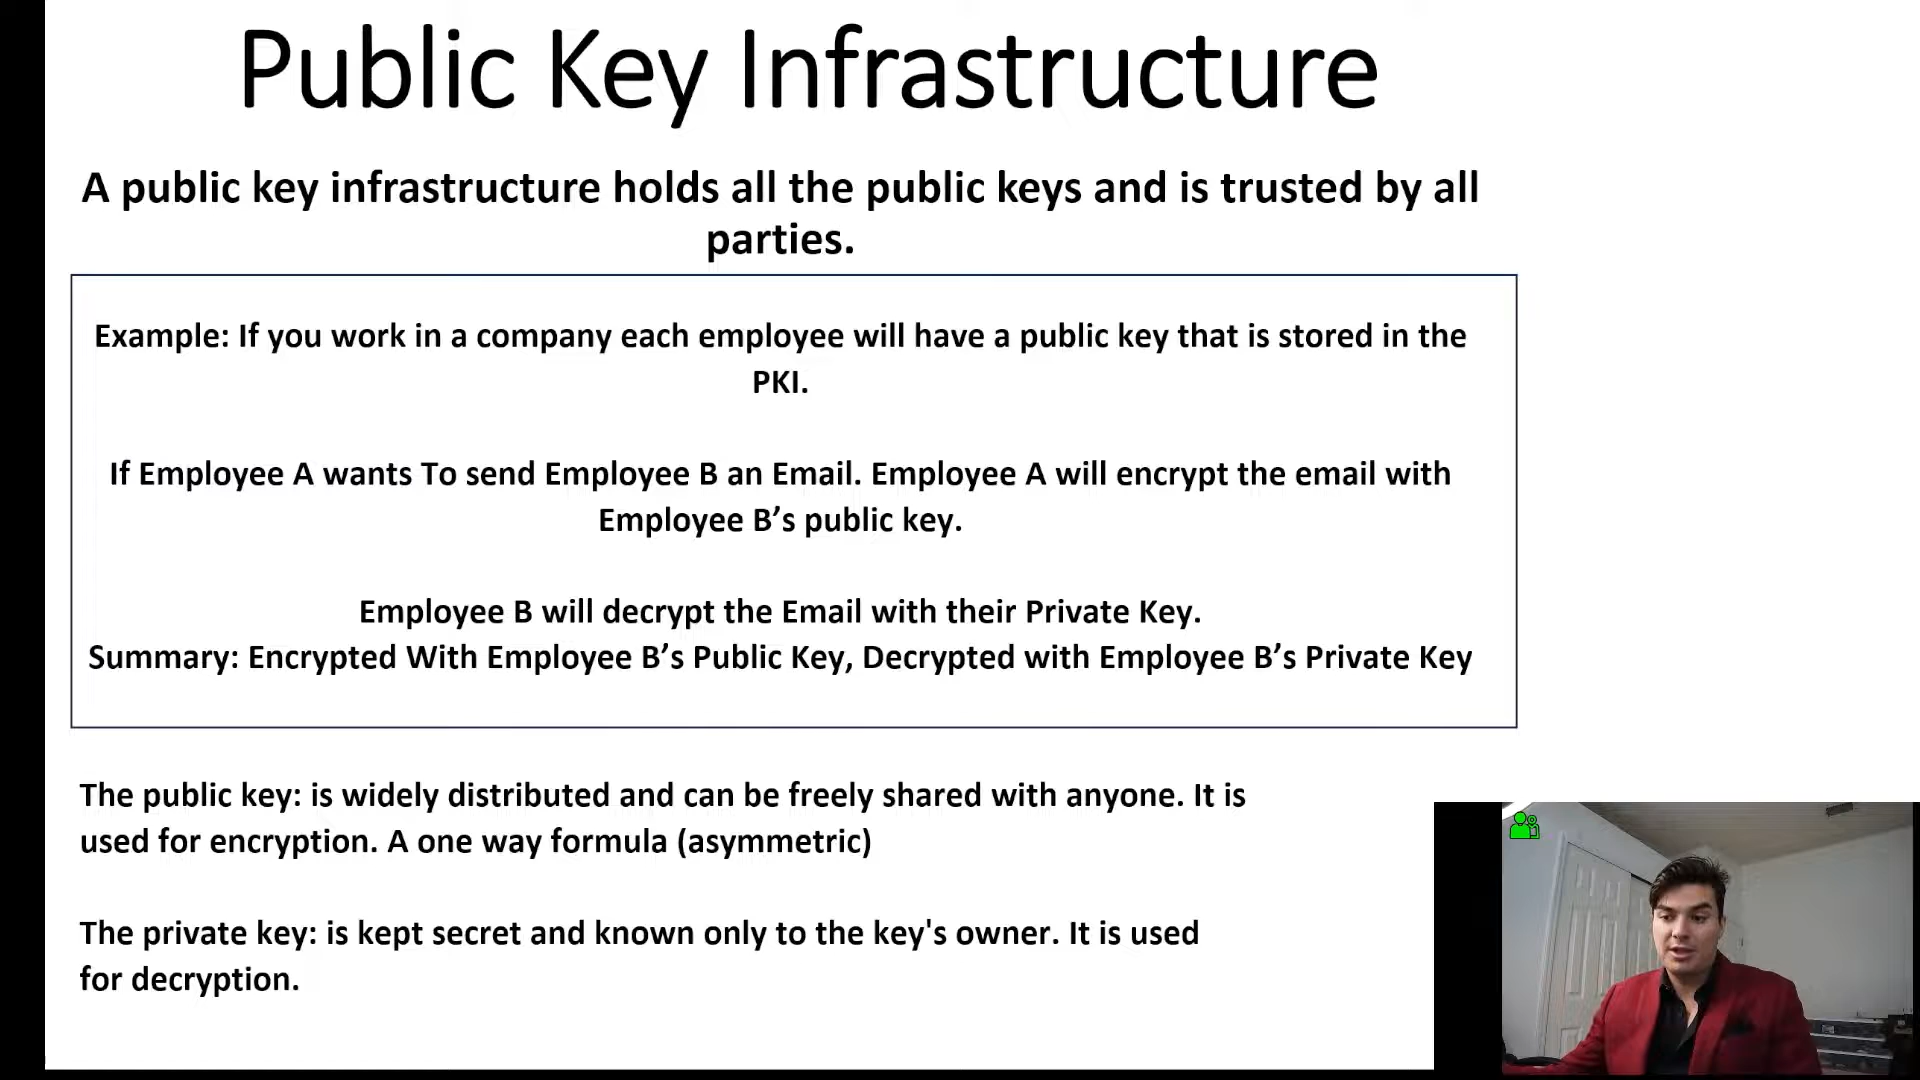 Public Key Infrastructure
A public key infrastructure holds all the public keys and is trusted by all
parties.
Example: If you work in a company each employee will have a public key that is stored in the
PKI.
If Employee A wants To send Employee B an Email. Employee A will encrypt the email with
Employee B’s public key.
Employee B will decrypt the Email with their Private Key.
Summary: Encrypted With Employee B’s Public Key, Decrypted with Employee B’s Private Key
The public key: is widely distributed and can be freely shared with anyone. It is
used for encryption. A one way formula (asymmetric)
The private key: is kept secret and known only to the key's owner. It is used
for decryption.